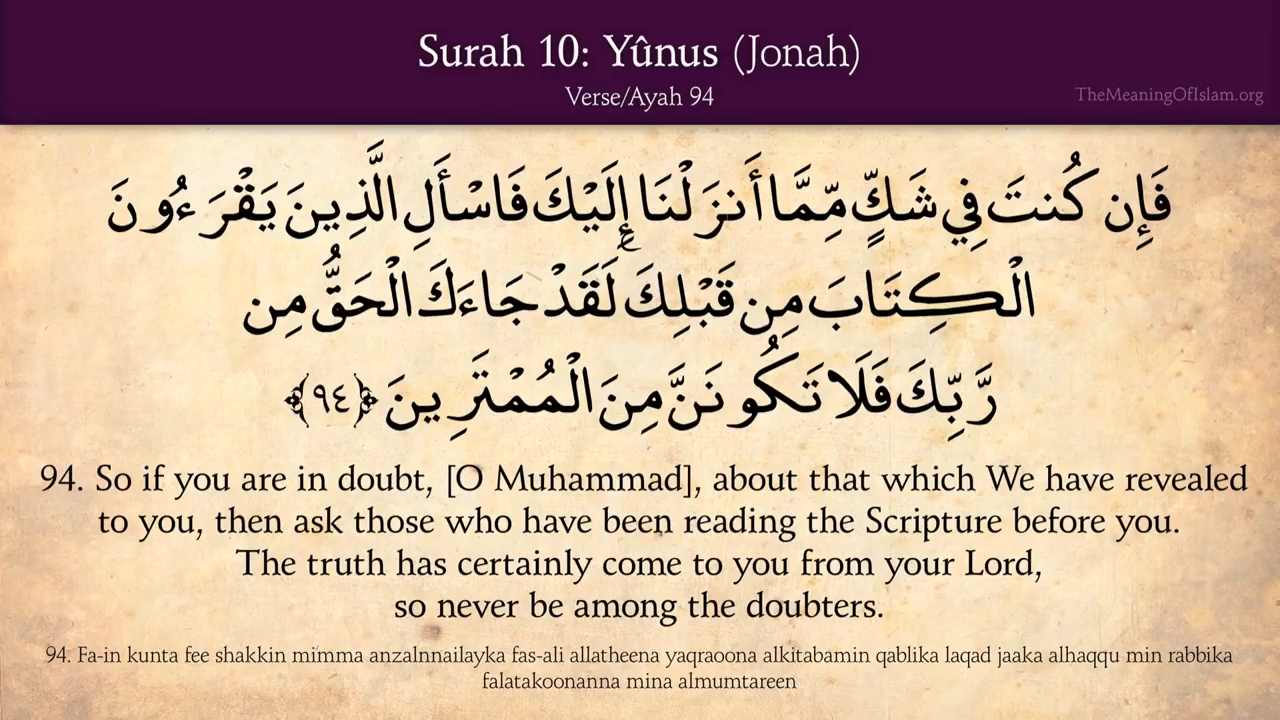 Surah 10: Yûnus (Jonah)
Verse/Ayah 94
TheMeaningOfIslam.org
فَإِن كُنتَ فِي شَكٍّ مِّمَّا أَنزَلْنَا إِلَيْكَ فَاسْأَلِ الَّذِينَ يَقْرَءُونَ
الْكِتَابَ مِن قَبْلِكَ لَقَدْ جَاءَكَ الْحَقُّ مِن
رَّبِّكَ فَلَا تَكُونَنَّ مِنَ الْمُمْتَرِينَ ﴿٩٤﴾
94. So if you are in doubt, [O Muhammad], about that which We have revealed
to you, then ask those who have been reading the Scripture before you.
The truth has certainly come to you from your Lord,
so never be among the doubters.
94. Fa-in kunta fee shakkin mimma anzalnnailayka fas-ali allatheena yaqraoona alkitabamin qablika laqad jaaka alhaqqu min rabbika
falatakoonanna mina almumtareen